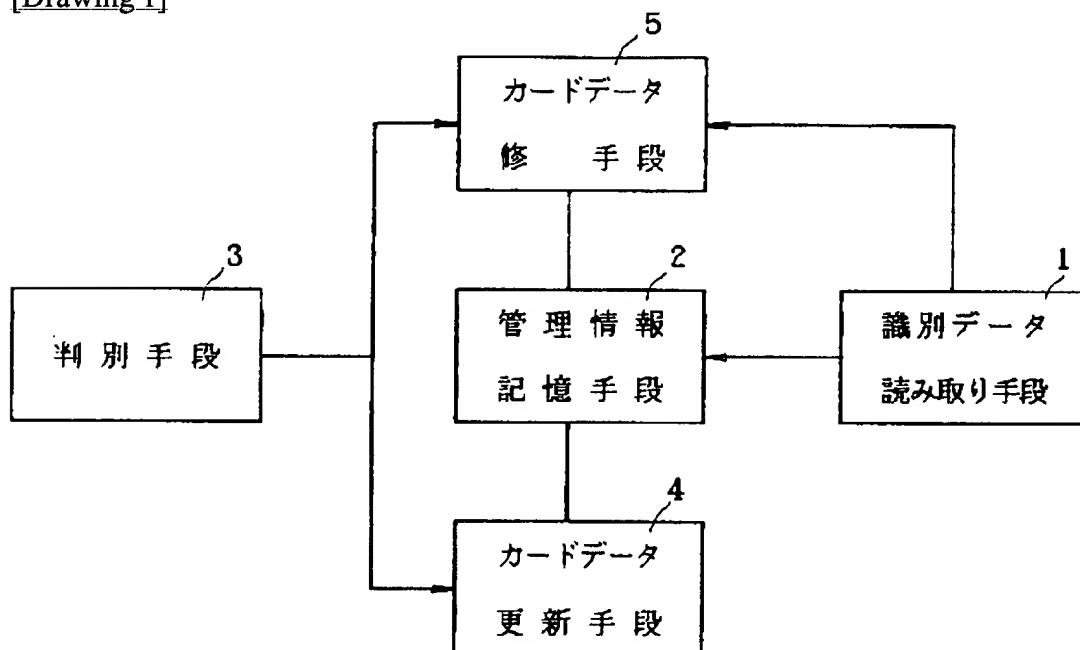 [Drawing 1]
5
カードデータ
修　手段
3
判別手段
2
管理情報
記憶手段
1
識別データ
読み取り手段
4
カードデータ
更新手段